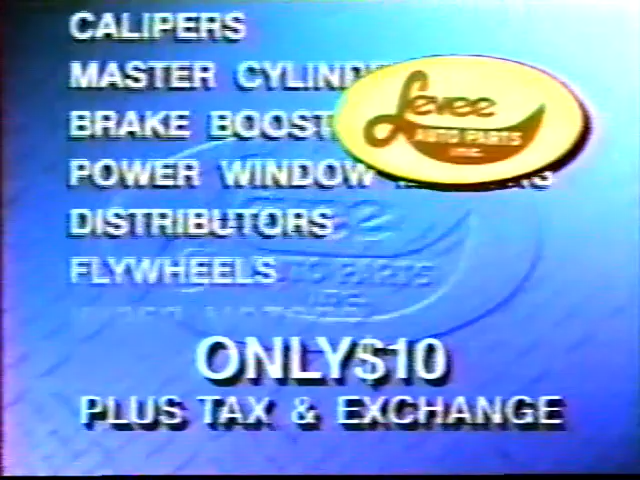 CALIPERS
MASTER CYLIND
BRAKE BOOST
POWER WINDOW
DISTRIBUTORS
FLYWHEELS
Levee
AUTO PARTS
INC.
ONLY $10
PLUS TAX & EXCHANGE